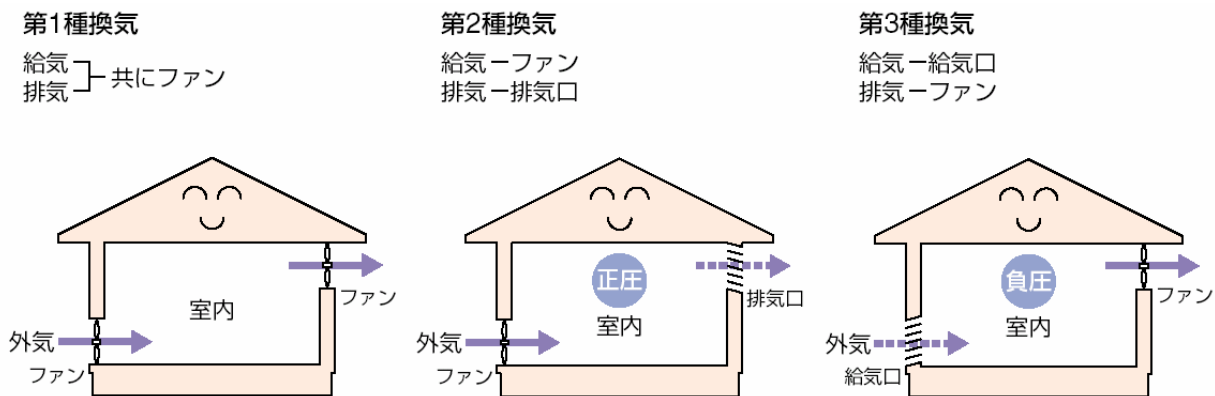 第1種換気
給気
排気
共にファン
室内
ファン
外気
ファン
第2種換気
給気ーファン
排気ー排気口
正圧
室内
排気口
外気
ファン
第3種換気
給気ー給気口
排気ーファン
負圧
室内
ファン
外気
給気口